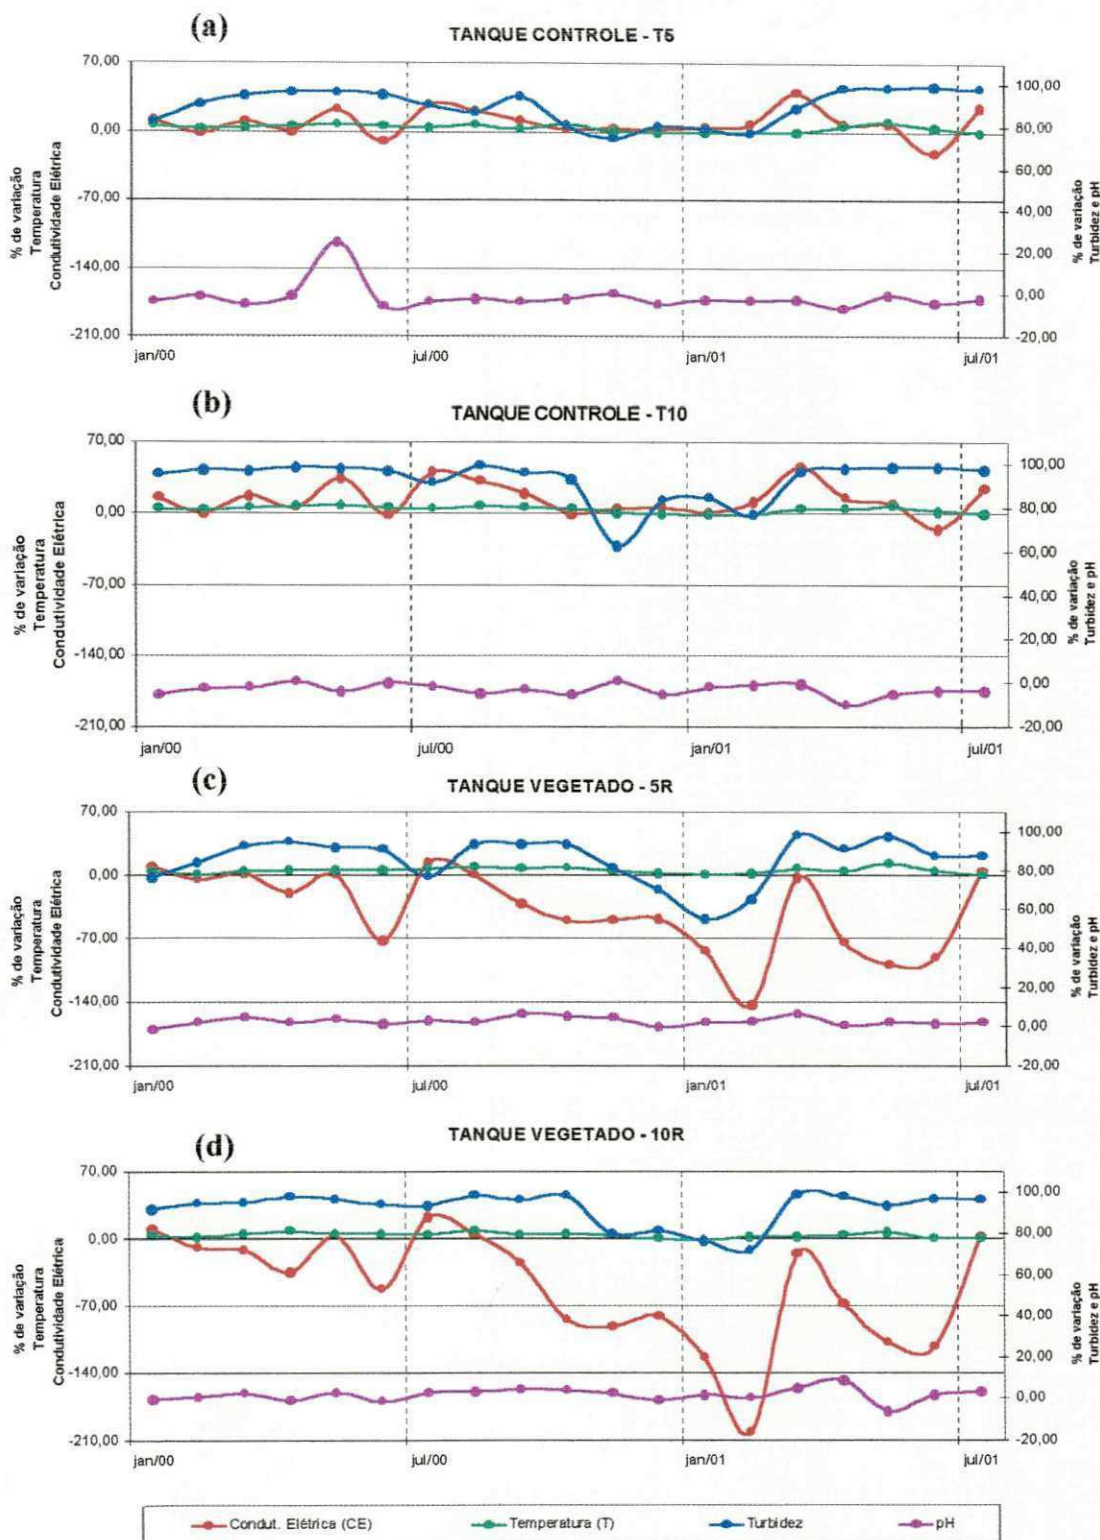 (a)
TANQUE CONTROLE - T5
% de variação
Temperatura
Condutividade Elétrica
70,00
0,00
-70,00
-140,00
-210,00
100,00
80,00
60,00
40,00
20,00
0,00
-20,00
% de variação
Turbidez e pH
jan/00
jul/00
jan/01
jul/01
(b)
TANQUE CONTROLE - T10
% de variação
Temperatura
Condutividade Elétrica
70,00
0,00
-70,00
-140,00
-210,00
100,00
80,00
60,00
40,00
20,00
0,00
-20,00
% de variação
Turbidez e pH
jan/00
jul/00
jan/01
jul/01
(c)
TANQUE VEGETADO - 5R
% de variação
Temperatura
Condutividade Elétrica
70,00
0,00
-70,00
-140,00
-210,00
100,00
80,00
60,00
40,00
20,00
0,00
-20,00
% de variação
Turbidez e pH
jan/00
jul/00
jan/01
jul/01
(d)
TANQUE VEGETADO - 10R
% de variação
Temperatura
Condutividade Elétrica
70,00
0,00
-70,00
-140,00
-210,00
100,00
80,00
60,00
40,00
20,00
0,00
-20,00
% de variação
Turbidez e pH
jan/00
jul/00
jan/01
jul/01
Condut. Elétrica (CE) Temperatura (T) Turbidez pH